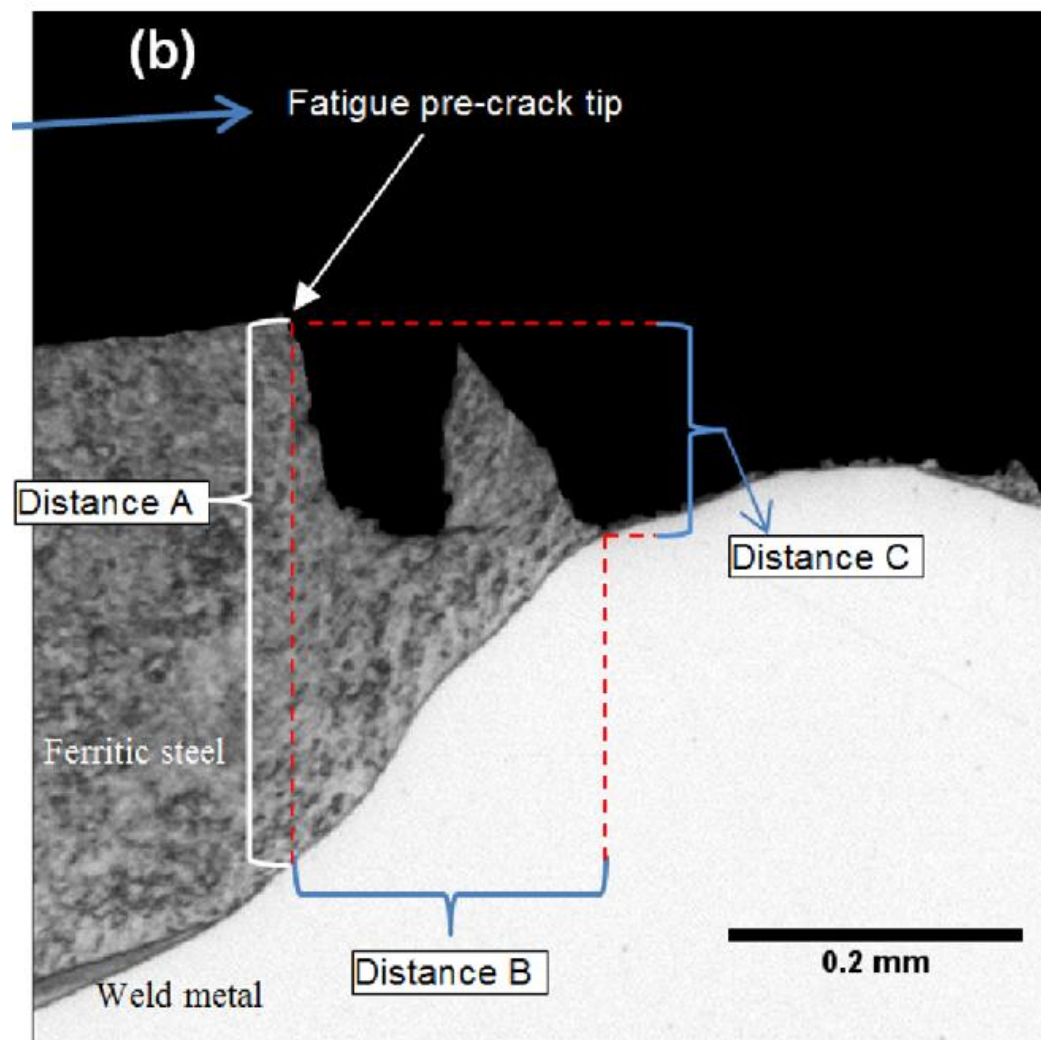 (b)
Fatigue pre-crack tip
Distance A
Distance C
Ferritic steel
0.2 mm
Distance B
Weld metal